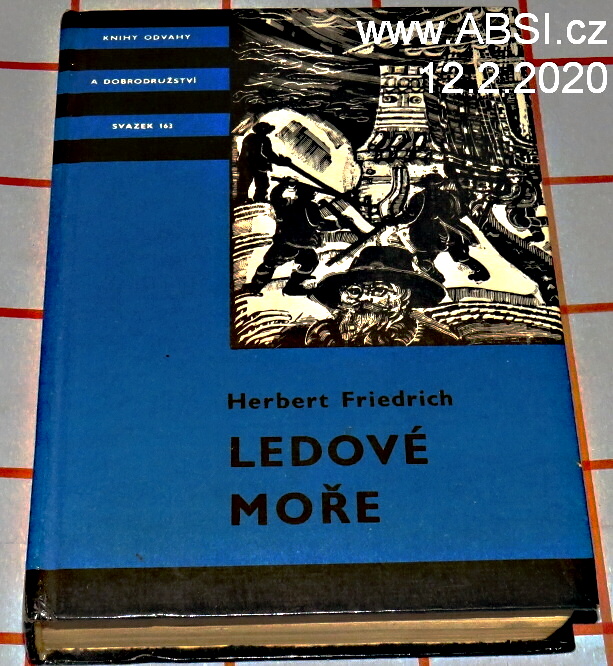 www.ABSI.cz
12.2.2020
KNIHY ODVAHY
A DOBRODRUŽSTVÍ
SVAZEK 163
Herbert Friedrich
LEDOVÉ
MOŘE